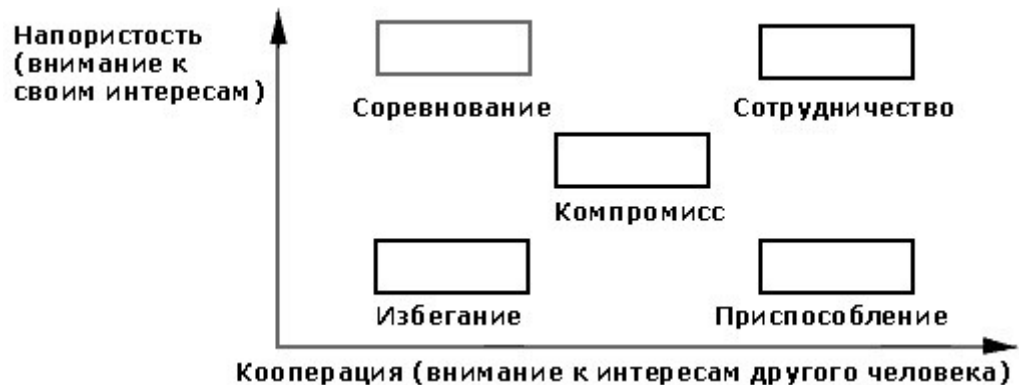 Напористость
(внимание к
своим интересам)
Соревнование
Сотрудничество
Компромисс
Избегание
Приспособление
Кооперация (внимание к интересам другого человека)